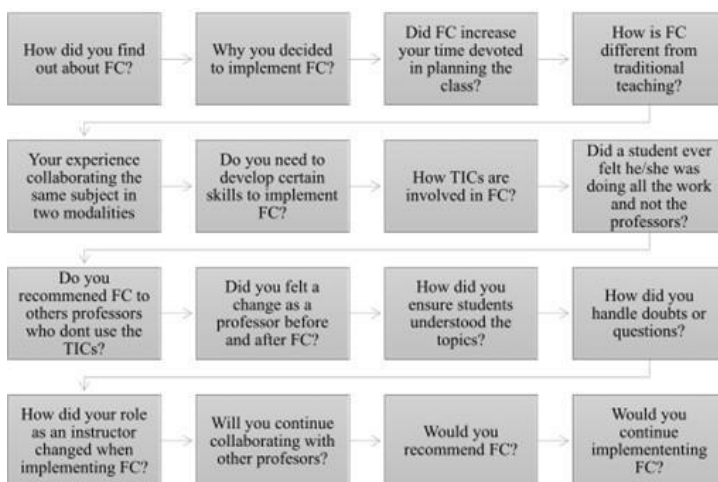 How did you find
out about FC?
Why you decided
to implement FC?
Did FC increase
your time devoted
in planning the
class?
How is FC
different from
traditional
teaching?
Your experience
collaborating the
same subject in
two modalities
Do you need to
develop certain
skills to implement
FC?
How TICs are
involved in FC?
Did a student ever
felt he/she was
doing all the work
and not the
professors?
Do you
recommened FC to
others professors
who dont use the
TICs?
Did you felt a
change as a
professor before
and after FC?
How did you
ensure students
understood the
topics?
How did you
handle doubts or
questions?
How did your role
as an instructor
changed when
implementing FC?
Will you continue
collaborating with
other profesors?
Would you
recommend FC?
Would you
continue
implemententing
FC?